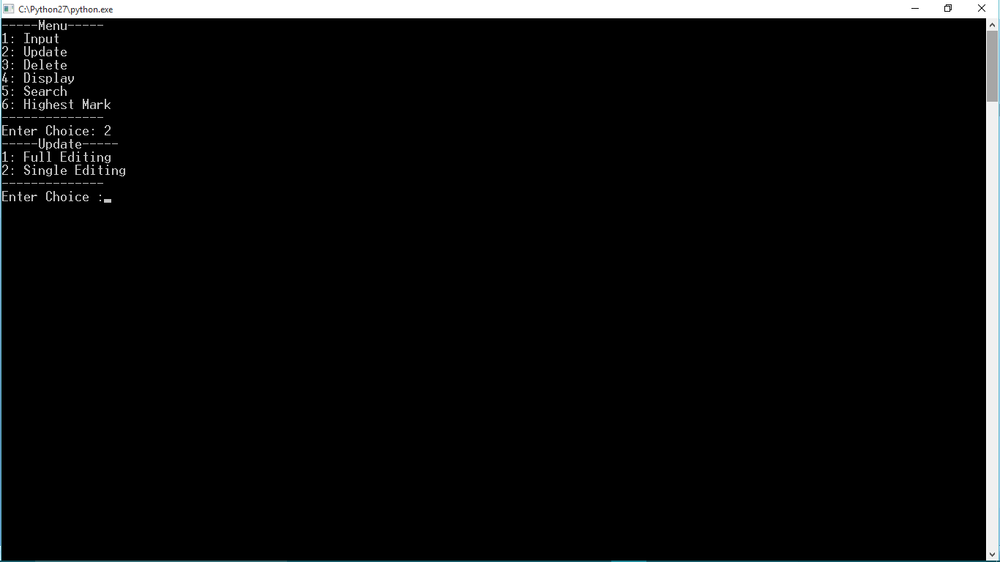 C:\Python27\python.exe
-----Menu-----
1: Input
2: Update
3: Delete
4: Display
5: Search
6: Highest Mark
--------------
Enter Choice: 2
-----Update-----
1: Full Editing
2: Single Editing
--------------
Enter Choice :